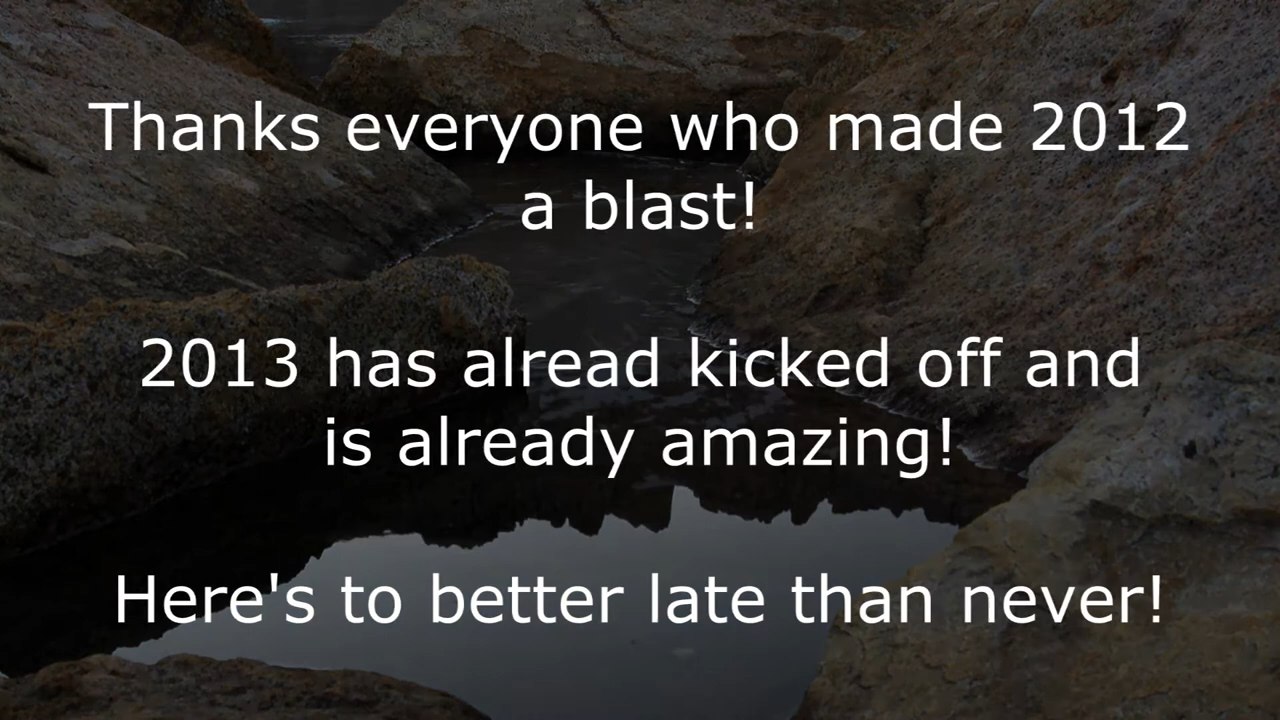 Thanks everyone who made 2012
a blast!
2013 has alread kicked off and
is already amazing!
Here's to better late than never!